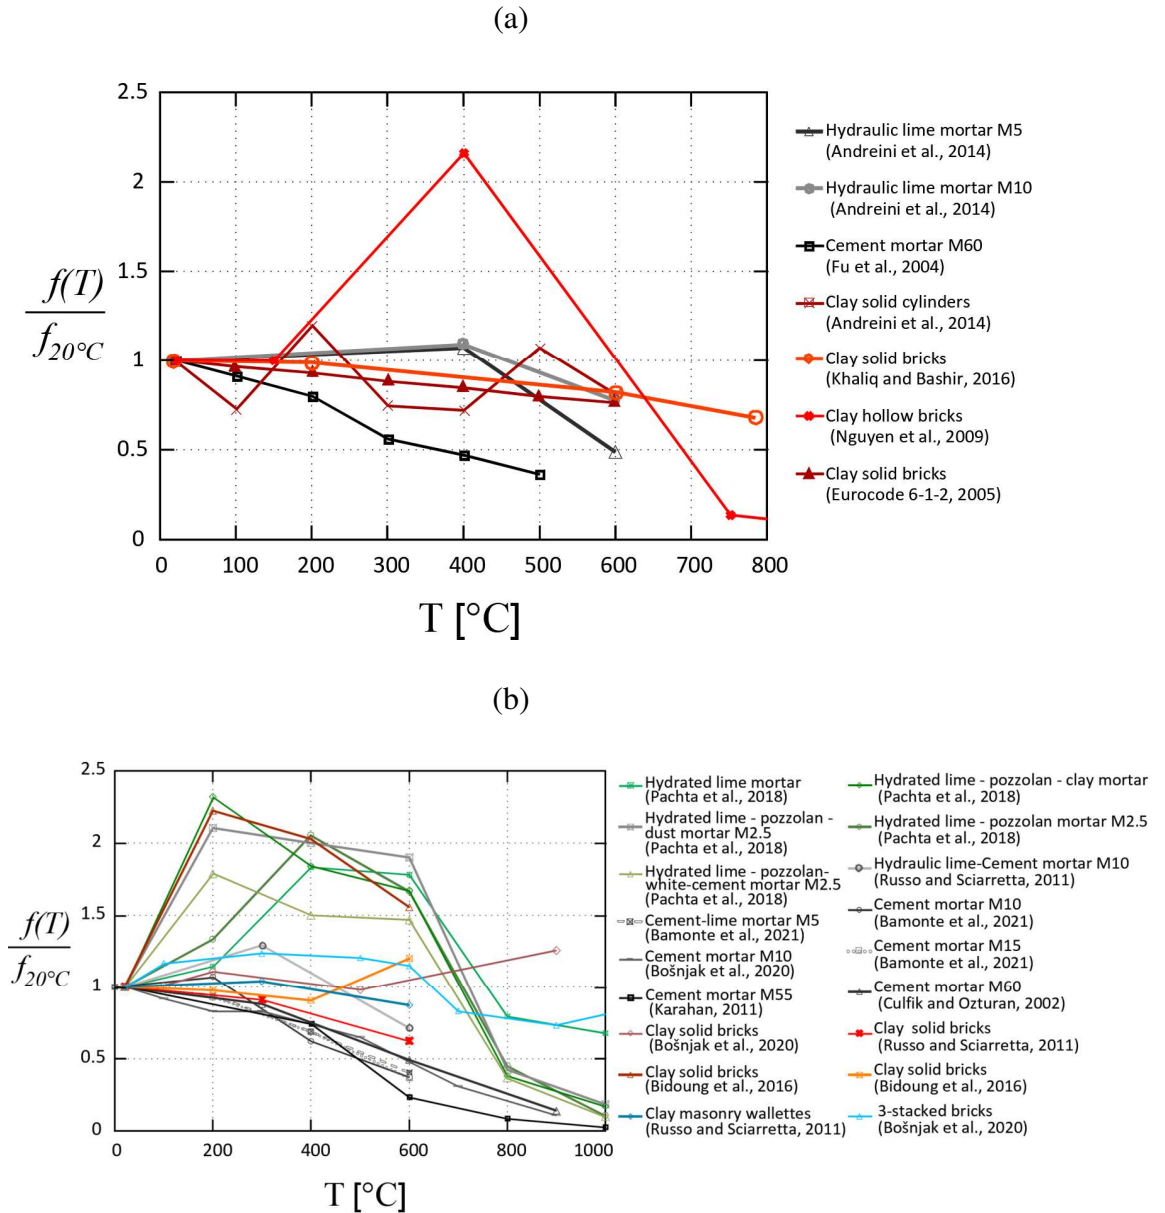 (a)
2.5
2
1.5
1
0.5
0
f(T)
f20°C
0 100 200 300 400 500 600 700 800
T [°C]
Hydraulic lime mortar M5
(Andreini et al., 2014)
Hydraulic lime mortar M10
(Andreini et al., 2014)
Cement mortar M60
(Fu et al., 2004)
Clay solid cylinders
(Andreini et al., 2014)
Clay solid bricks
(Khaliq and Bashir, 2016)
Clay hollow bricks
(Nguyen et al., 2009)
Clay solid bricks
(Eurocode 6-1-2, 2005)
(b)
2.5
2
1.5
1
0.5
0
f(T)
f20°C
0 200 400 600 800 1000
T [°C]
Hydrated lime mortar
(Pachta et al., 2018)
Hydrated lime - pozzolan -
dust mortar M2.5
(Pachta et al., 2018)
Hydrated lime - pozzolan-
white-cement mortar M2.5
(Pachta et al., 2018)
Cement-lime mortar M5
(Bamonte et al., 2021)
Cement mortar M10
(Bošnjak et al., 2020)
Cement mortar M55
(Karahan, 2011)
Clay solid bricks
(Bošnjak et al., 2020)
Clay solid bricks
(Bidoung et al., 2016)
Clay masonry wallettes
(Russo and Sciarretta, 2011)
Hydrated lime - pozzolan - clay mortar
(Pachta et al., 2018)
Hydrated lime - pozzolan mortar M2.5
(Pachta et al., 2018)
Hydraulic lime-Cement mortar M10
(Russo and Sciarretta, 2011)
Cement mortar M10
(Bamonte et al., 2021)
Cement mortar M15
(Bamonte et al., 2021)
Cement mortar M60
(Culfik and Ozturan, 2002)
Clay solid bricks
(Russo and Sciarretta, 2011)
Clay solid bricks
(Bidoung et al., 2016)
3-stacked bricks
(Bošnjak et al., 2020)